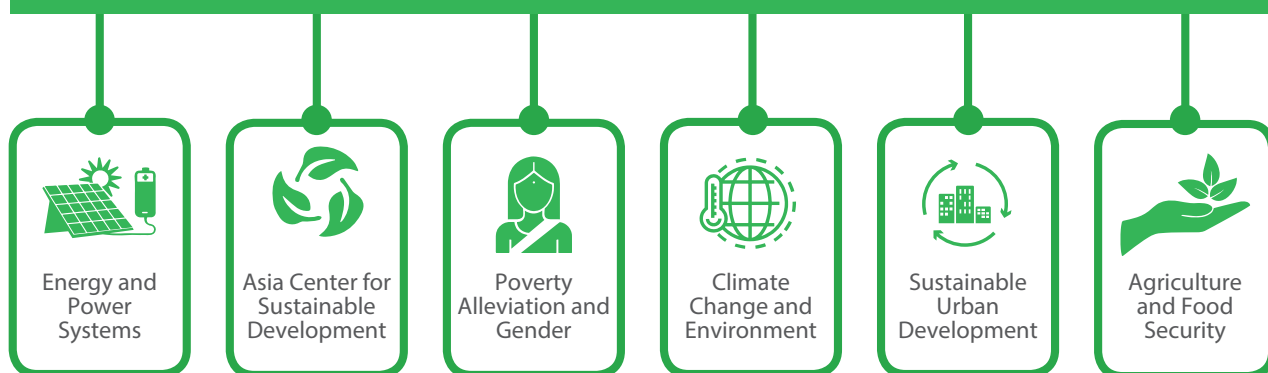 Energy and
Power
Systems
Asia Center for
Sustainable
Development
Poverty
Alleviation and
Gender
Climate
Change and
Environment
Sustainable
Urban
Development
Agriculture
and Food
Security